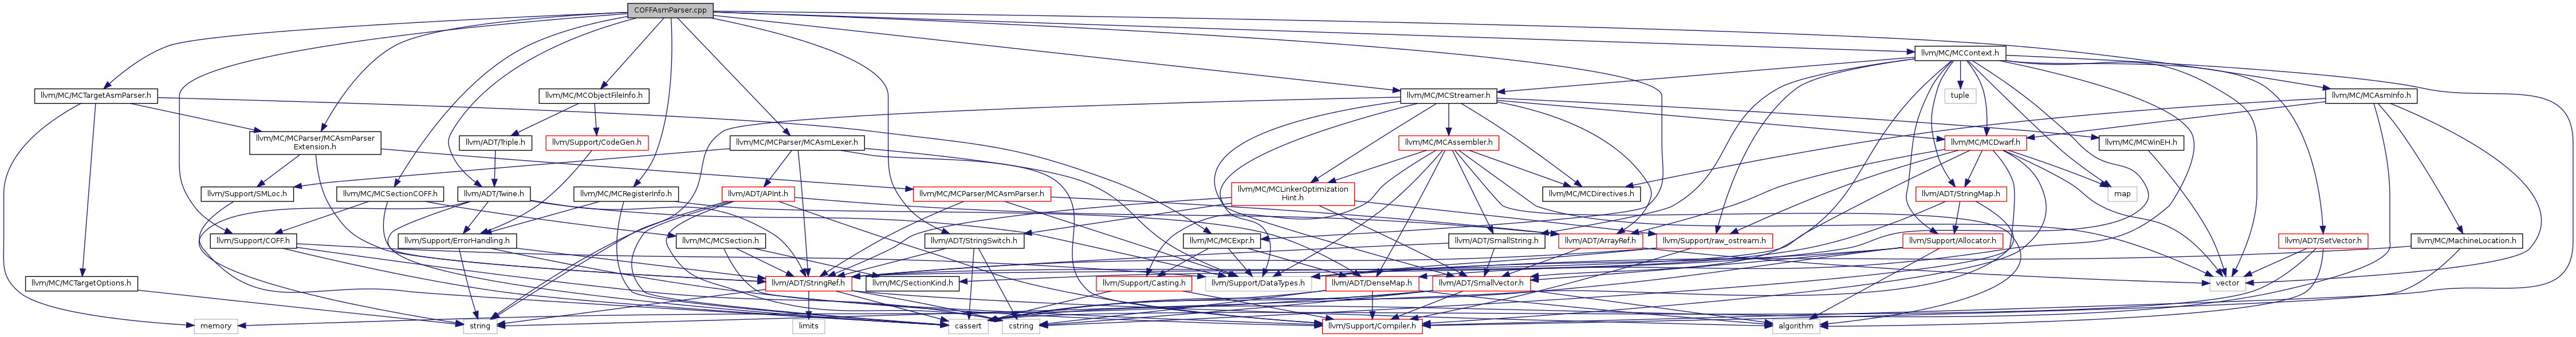 COFFAsmParser.cpp
llvm/MC/MCContext.h
llvm/MC/MCTargetAsmParser.h
llvm/MC/MCObjectFileInfo.h
llvm/MC/MCStreamer.h
tuple
llvm/MC/MCAsmInfo.h
llvm/MC/MCParser/MCAsmParser
Extension.h
llvm/ADT/Triple.h
llvm/Support/CodeGen.h
llvm/MC/MCParser/MCAsmLexer.h
llvm/MC/MCAssembler.h
llvm/MC/MCDwarf.h
llvm/MC/MCWinEH.h
llvm/Support/SMLoc.h
llvm/MC/MCSectionCOFF.h
llvm/ADT/Twine.h
llvm/MC/MCRegisterInfo.h
llvm/ADT/APInt.h
llvm/MC/MCParser/MCAsmParser.h
llvm/MC/MCLinkerOptimization
Hint.h
llvm/MC/MCDirectives.h
llvm/ADT/StringMap.h
map
llvm/Support/COFF.h
llvm/Support/ErrorHandling.h
llvm/MC/MCSection.h
llvm/ADT/StringSwitch.h
llvm/MC/MCExpr.h
llvm/ADT/SmallString.h
llvm/ADT/ArrayRef.h
llvm/Support/raw_ostream.h
llvm/Support/Allocator.h
llvm/ADT/SetVector.h
llvm/MC/MachineLocation.h
llvm/MC/MCTargetOptions.h
llvm/ADT/StringRef.h
llvm/MC/SectionKind.h
llvm/Support/Casting.h
llvm/Support/DataTypes.h
llvm/ADT/DenseMap.h
llvm/ADT/SmallVector.h
vector
memory
string
limits
cassert
cstring
llvm/Support/Compiler.h
algorithm